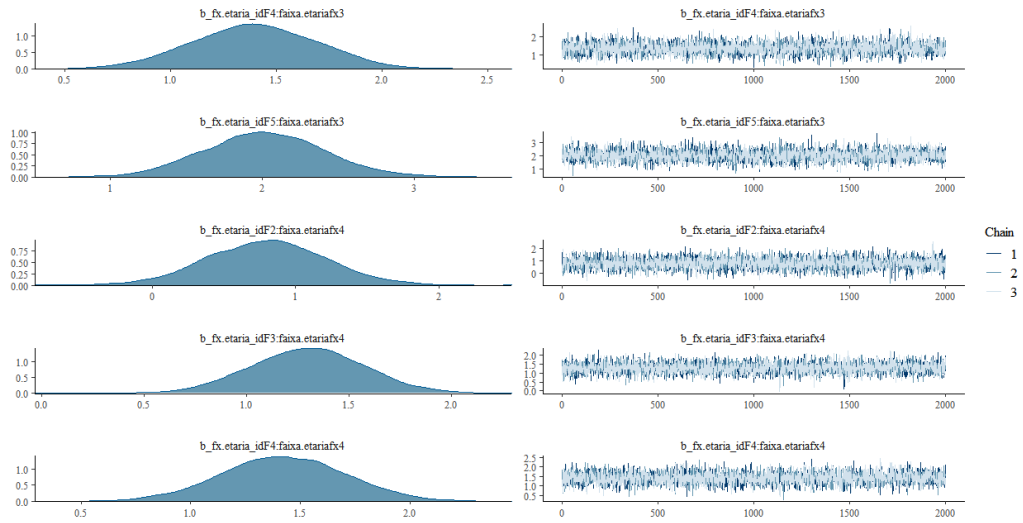 b_fx.etaria_idF4:faixa.etariafx3
1.0
0.5
0.0
0.5 1.0 1.5 2.0 2.5
b_fx.etaria_idF4:faixa.etariafx3
2
1
0 500 1000 1500 2000
b_fx.etaria_idF5:faixa.etariafx3
1.00
0.75
0.50
0.25
0.00
1 2 3
b_fx.etaria_idF5:faixa.etariafx3
3
2
1
0 500 1000 1500 2000
b_fx.etaria_idF2:faixa.etariafx4
0.75
0.50
0.25
0.00
0 1 2
b_fx.etaria_idF2:faixa.etariafx4
2
1
0
0 500 1000 1500 2000
b_fx.etaria_idF3:faixa.etariafx4
1.0
0.5
0.0
0.0 0.5 1.0 1.5 2.0
b_fx.etaria_idF3:faixa.etariafx4
2.0
1.5
1.0
0.5
0.0
0 500 1000 1500 2000
b_fx.etaria_idF4:faixa.etariafx4
1.0
0.5
0.0
0.5 1.0 1.5 2.0
b_fx.etaria_idF4:faixa.etariafx4
2.5
2.0
1.5
1.0
0.5
0 500 1000 1500 2000
Chain
1
2
3